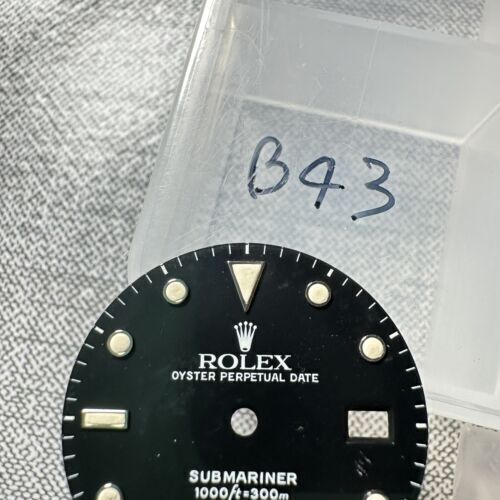 B43
ROLEX
OYSTER PERPETUAL DATE
SUBMARINER
1000ft=300m